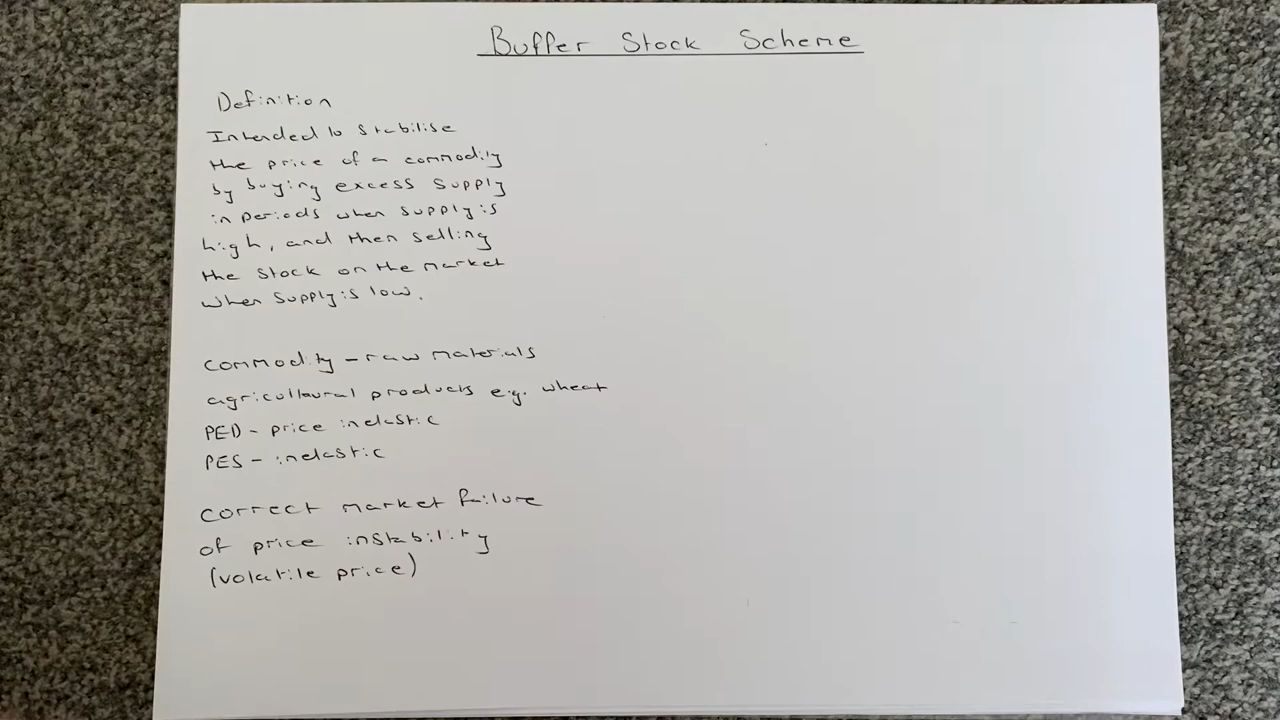 Buffer Stock Scheme
Definition
Intended to stabilise
the price of a commodity
by buying excess supply
in periods when supply is
high, and then selling
the stock on the market
when supply is low.
Commodity - raw materials
agricultural products e.g. wheat
PED - price inelastic
PES - inelastic
correct market failure
of price instability
(volatile price)